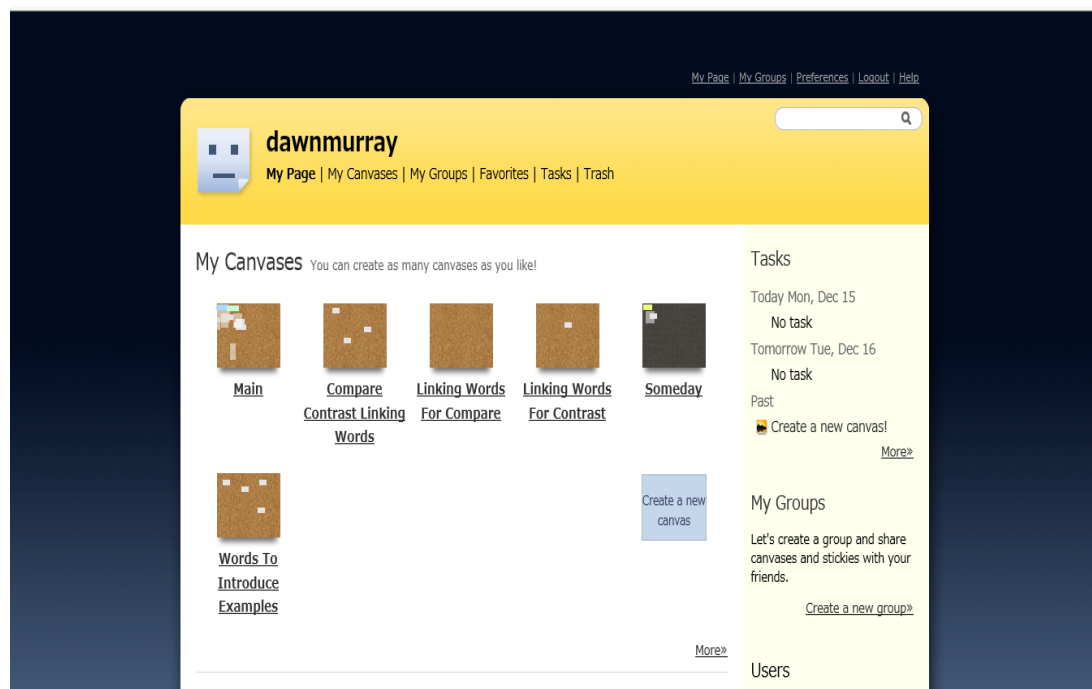 My Page | My Groups | Preferences | Logout | Help
dawnmurray
My Page | My Canvases | My Groups | Favorites | Tasks | Trash
My Canvases You can create as many canvases as you like!
Main
Compare
Contrast Linking
Words
Linking Words
For Compare
Linking Words
For Contrast
Someday
Words To
Introduce
Examples
Create a new
canvas
More»
Tasks
Today Mon, Dec 15
No task
Tomorrow Tue, Dec 16
No task
Past
Create a new canvas!
More»
My Groups
Let's create a group and share
canvases and stickies with your
friends.
Create a new group»
Users